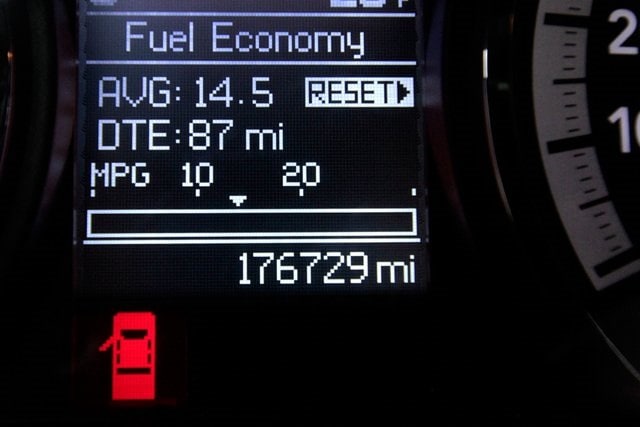 Fuel Economy
AVG: 14.5 RESET
DTE: 87 mi
MPG 10 20
176729 mi